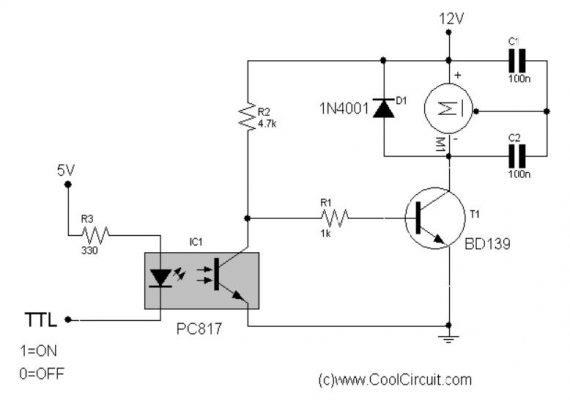 12V
C1
100n
+
1N4001
D1
M
R2
4.7k
-
M1
C2
100n
5V
R3
330
R1
1k
T1
BD139
IC1
PC817
TTL
1=ON
0=OFF
(c)www.CoolCircuit.com